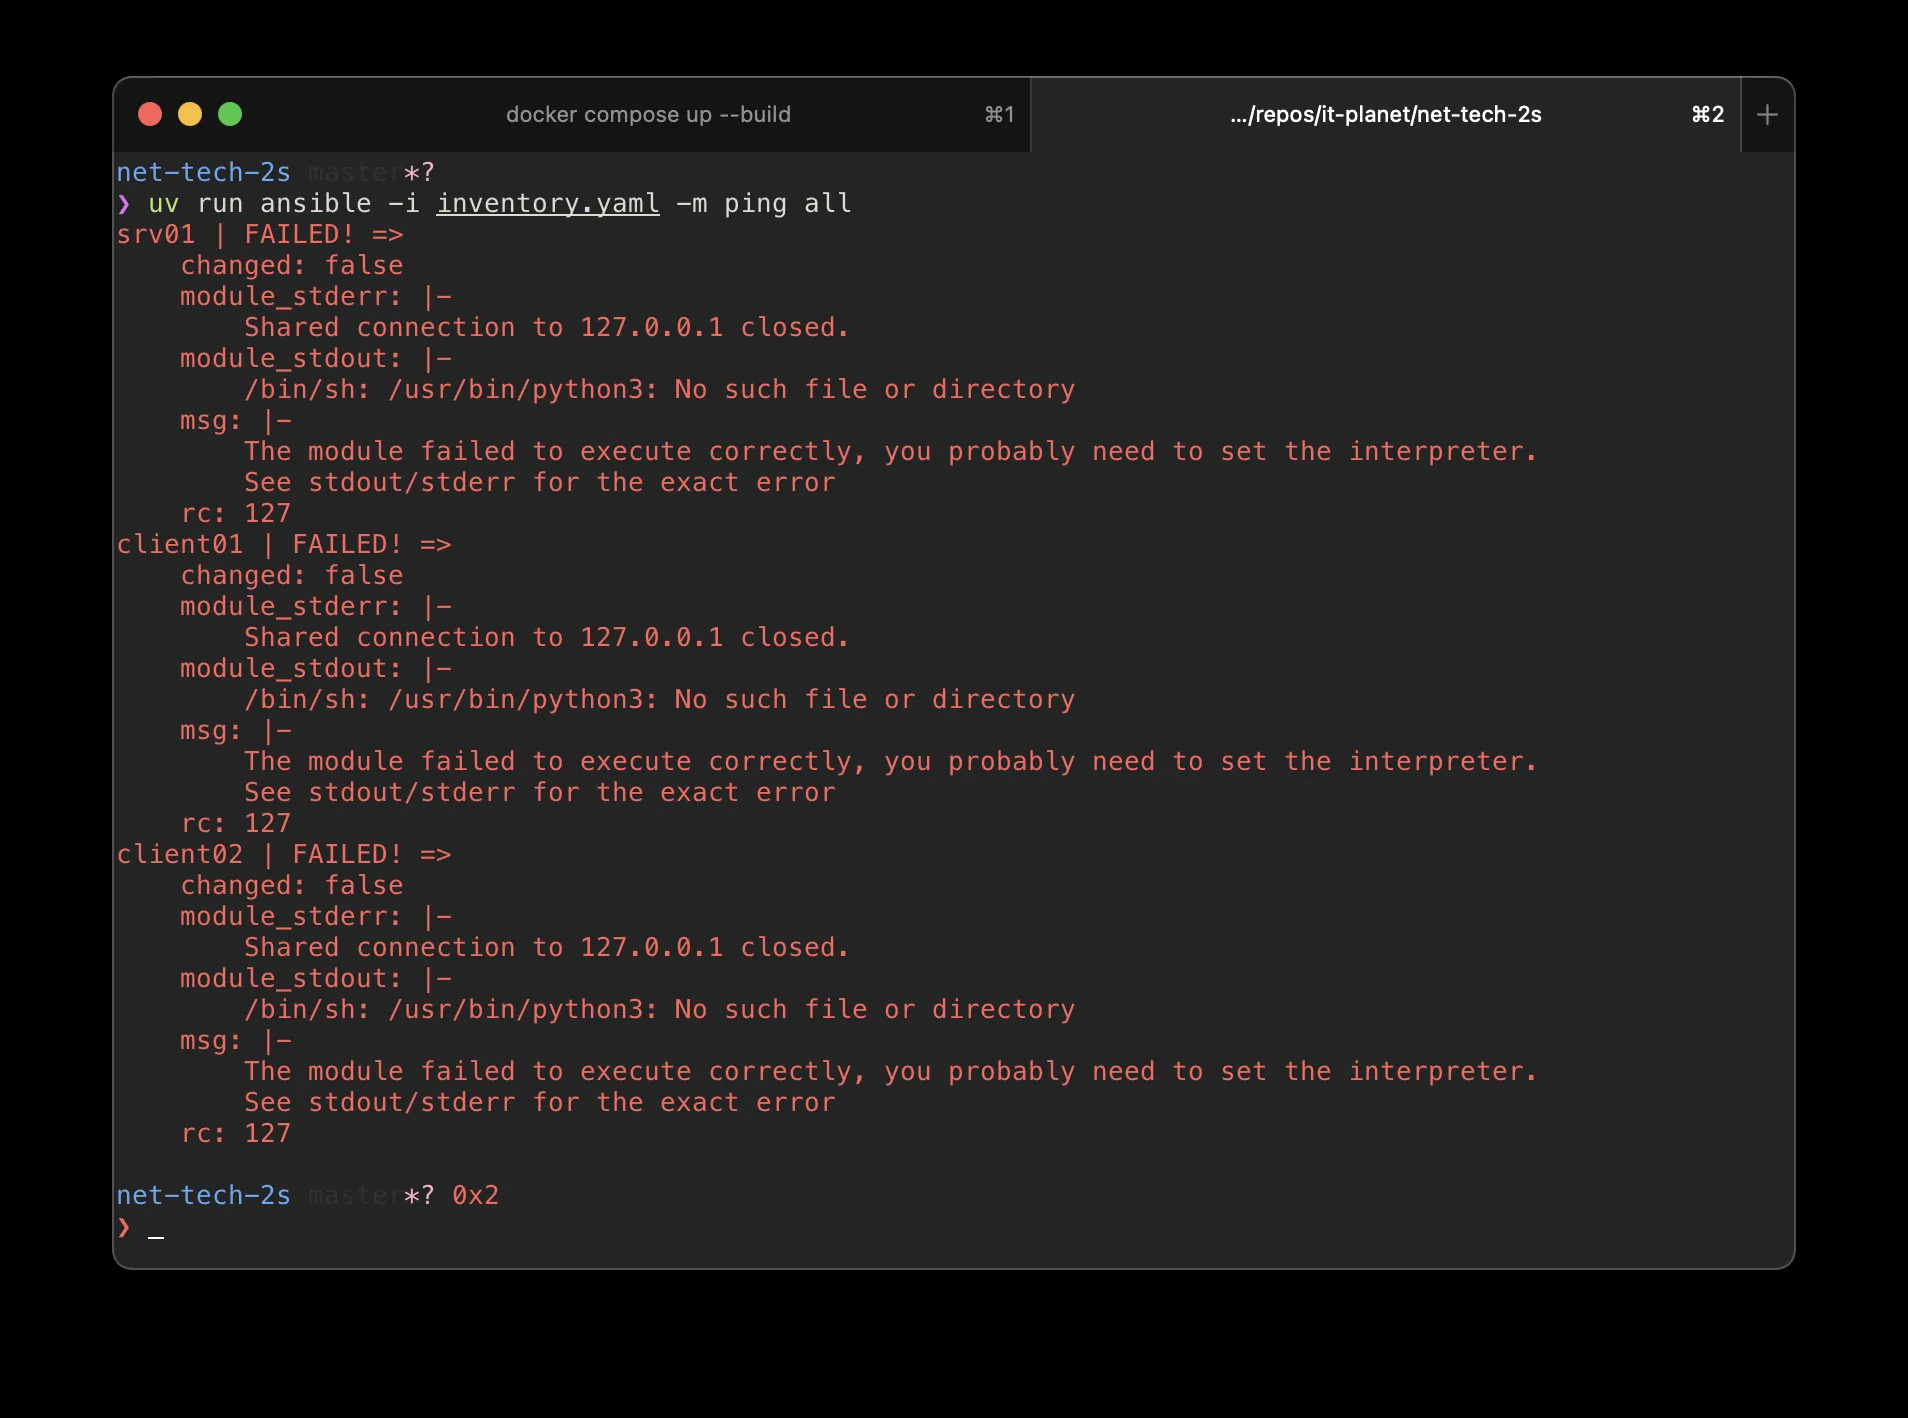 docker compose up --build ⌘1 .../repos/it-planet/net-tech-2s ⌘2 +
net-tech-2s master*?
❯ uv run ansible -i inventory.yaml -m ping all
srv01 | FAILED! =>
    changed: false
    module_stderr: |-
        Shared connection to 127.0.0.1 closed.
    module_stdout: |-
        /bin/sh: /usr/bin/python3: No such file or directory
    msg: |-
        The module failed to execute correctly, you probably need to set the interpreter.
        See stdout/stderr for the exact error
    rc: 127
client01 | FAILED! =>
    changed: false
    module_stderr: |-
        Shared connection to 127.0.0.1 closed.
    module_stdout: |-
        /bin/sh: /usr/bin/python3: No such file or directory
    msg: |-
        The module failed to execute correctly, you probably need to set the interpreter.
        See stdout/stderr for the exact error
    rc: 127
client02 | FAILED! =>
    changed: false
    module_stderr: |-
        Shared connection to 127.0.0.1 closed.
    module_stdout: |-
        /bin/sh: /usr/bin/python3: No such file or directory
    msg: |-
        The module failed to execute correctly, you probably need to set the interpreter.
        See stdout/stderr for the exact error
    rc: 127
net-tech-2s master*? 0x2
❯ _